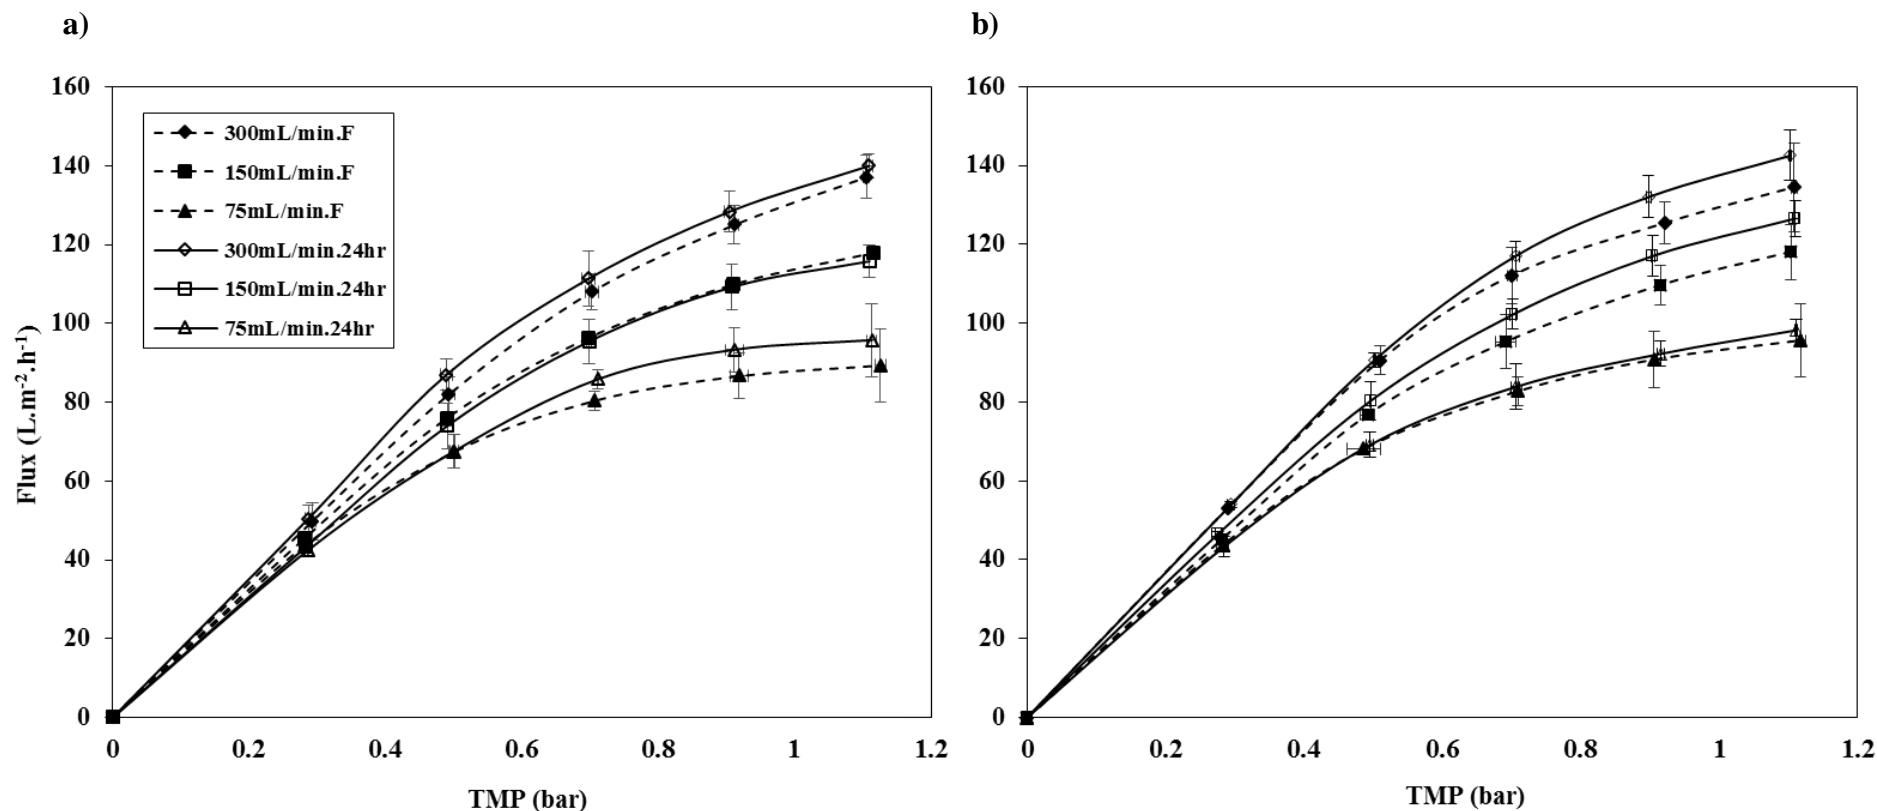 a)
160
140
120
100
80
60
40
20
0
Flux (L.m⁻².h⁻¹)
300mL/min.F
150mL/min.F
75mL/min.F
300mL/min.24hr
150mL/min.24hr
75mL/min.24hr
0 0.2 0.4 0.6 0.8 1 1.2
TMP (bar)
b)
160
140
120
100
80
60
40
20
0
0 0.2 0.4 0.6 0.8 1 1.2
TMP (bar)